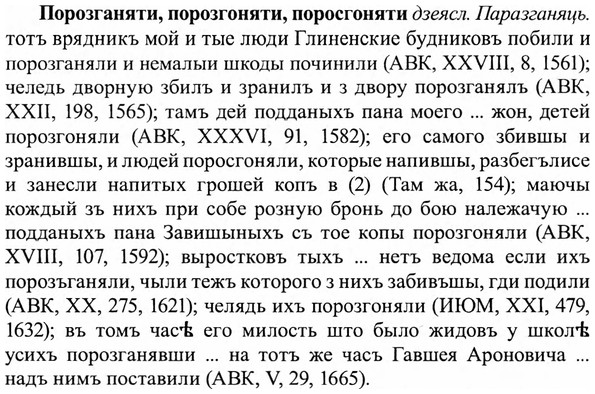 Порозганяти, порозгоняти, поросгоняти дзеясл. Паразганяць.
тотъ врядник мой и тые люди Глиненские будников побили и
порозганяли и немалыи шкоды починили (АВК, XXVIII, 8, 1561);
челедь дворную збилъ и зранилъ и з двору порозганялъ (АВК,
XXII, 198, 1565); тамъ дей подданыхъ пана моего ... жон, детей
порозгоняли (АВК, XXXVI, 91, 1582); его самого збившы и
зранившы, и людей поросгоняли, которые напившы, разбегълисе
и занесли напитых грошей коп в (2) (Там жа, 154); маючы
кождый зъ нихъ при собе розную бронь до бою належачую ...
подданыхъ пана Завишыныхъ съ тое копы порозгоняли (АВК,
XVIII, 107, 1592); выростковъ тыхъ ... нетъ ведома если ихъ
порозъганяли, чыли тежъ которого з нихъ забивъшы, гди подили
(АВК, XX, 275, 1621); челядь ихъ порозгоняли (ИЮМ, XXI, 479,
1632); въ томъ часѣ его милость што было жидовъ у школѣ
усихъ порозганявши ... на тотъ же часъ Гавшея Ароновича ...
надъ нимъ поставили (АВК, V, 29, 1665).